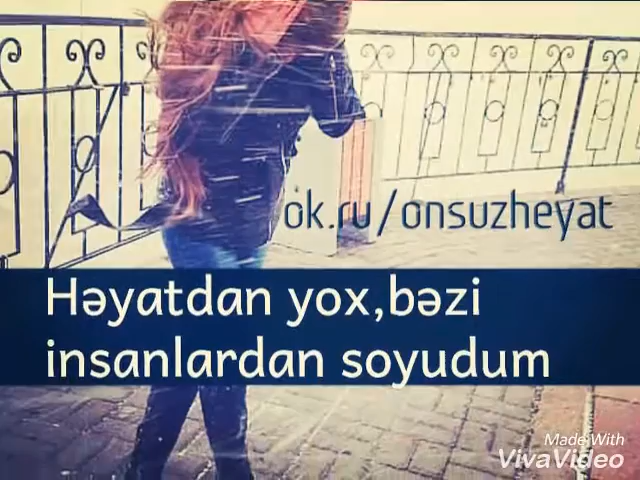 ok.ru/onsuzheyat
Həyatdan yox,bəzi
insanlardan soyudum
Made With
VivaVideo